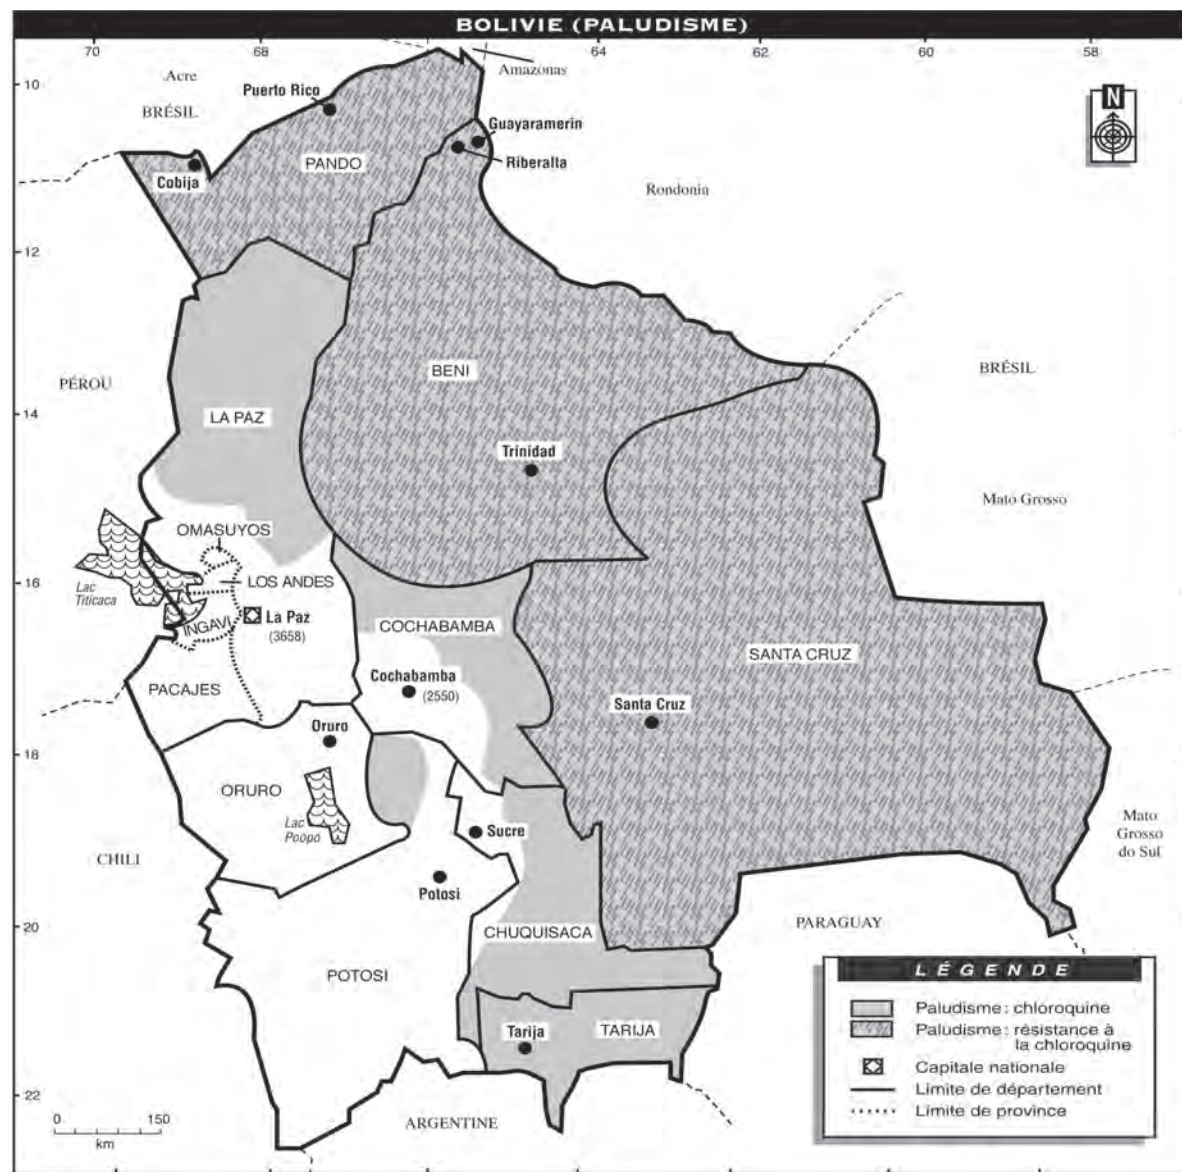 BOLIVIE (PALUDISME)
70
68
64
62
60
58
Amazonas
Acre
10
Puerto Rico
N
BRÉSIL
Guayaramerin
Riberalta
PANDO
Cobija
Rondonia
12
BENI
PÉROU
BRÉSIL
14
LA PAZ
Trinidad
Mato Grosso
OMASUYOS
16
LOS ANDES
Lac
Titicaca
La Paz
(3658)
INGAVI
COCHABAMBA
SANTA CRUZ
Cochabamba
(2550)
PACAJES
Santa Cruz
Oruro
18
ORURO
Lac
Poopo
Sucre
Mato
Grosso
do Sul
CHILI
Potosi
20
PARAGUAY
CHUQUISACA
POTOSI
Tarija
TARIJA
22
ARGENTINE
0 150
km
LÉGENDE
Paludisme : chloroquine
Paludisme : résistance à
la chloroquine
Capitale nationale
Limite de département
Limite de province